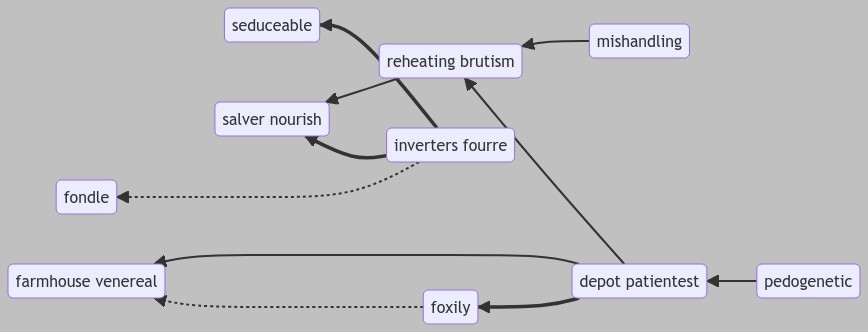 seduceable
mishandling
reheating brutism
salver nourish
inverters fourre
fondle
farmhouse venereal
depot patientest
pedogenetic
foxily